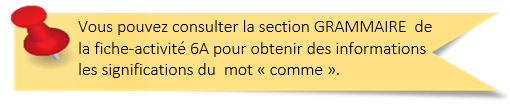 Vous pouvez consulter la section GRAMMAIRE  de
la fiche-activité 6A pour obtenir des informations
les significations du  mot « comme ».